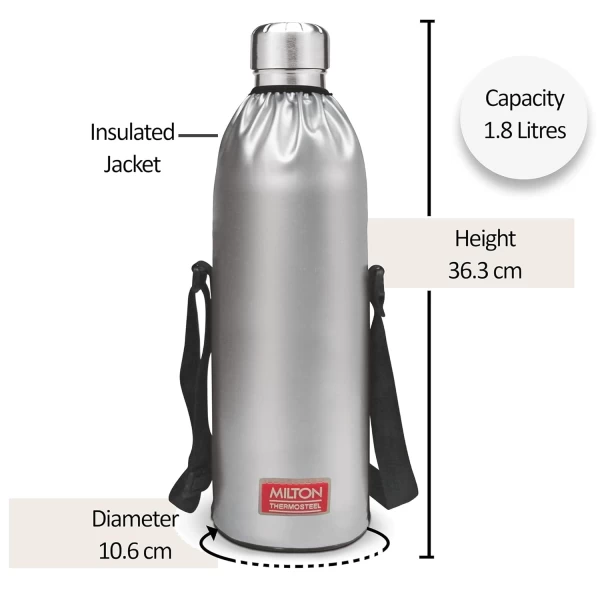 Capacity
1.8 Litres
Insulated
Jacket
Height
36.3 cm
MILTON
THERMOSTEEL
Diameter
10.6 cm